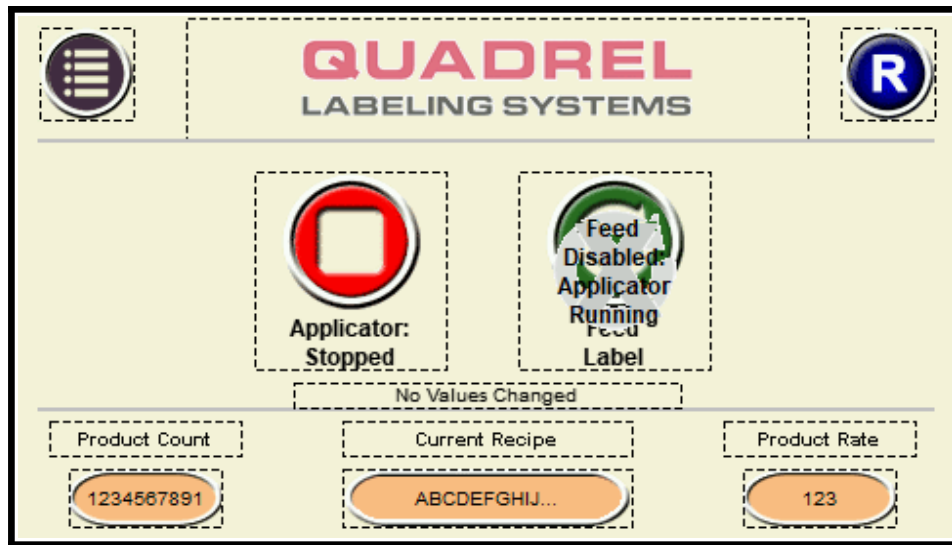 QUADREL
LABELING SYSTEMS
R
Applicator:
Stopped
Feed
Disabled:
Applicator
Running
Feed
Label
No Values Changed
Product Count
Current Recipe
Product Rate
1234567891
ABCDEFGHIJ...
123